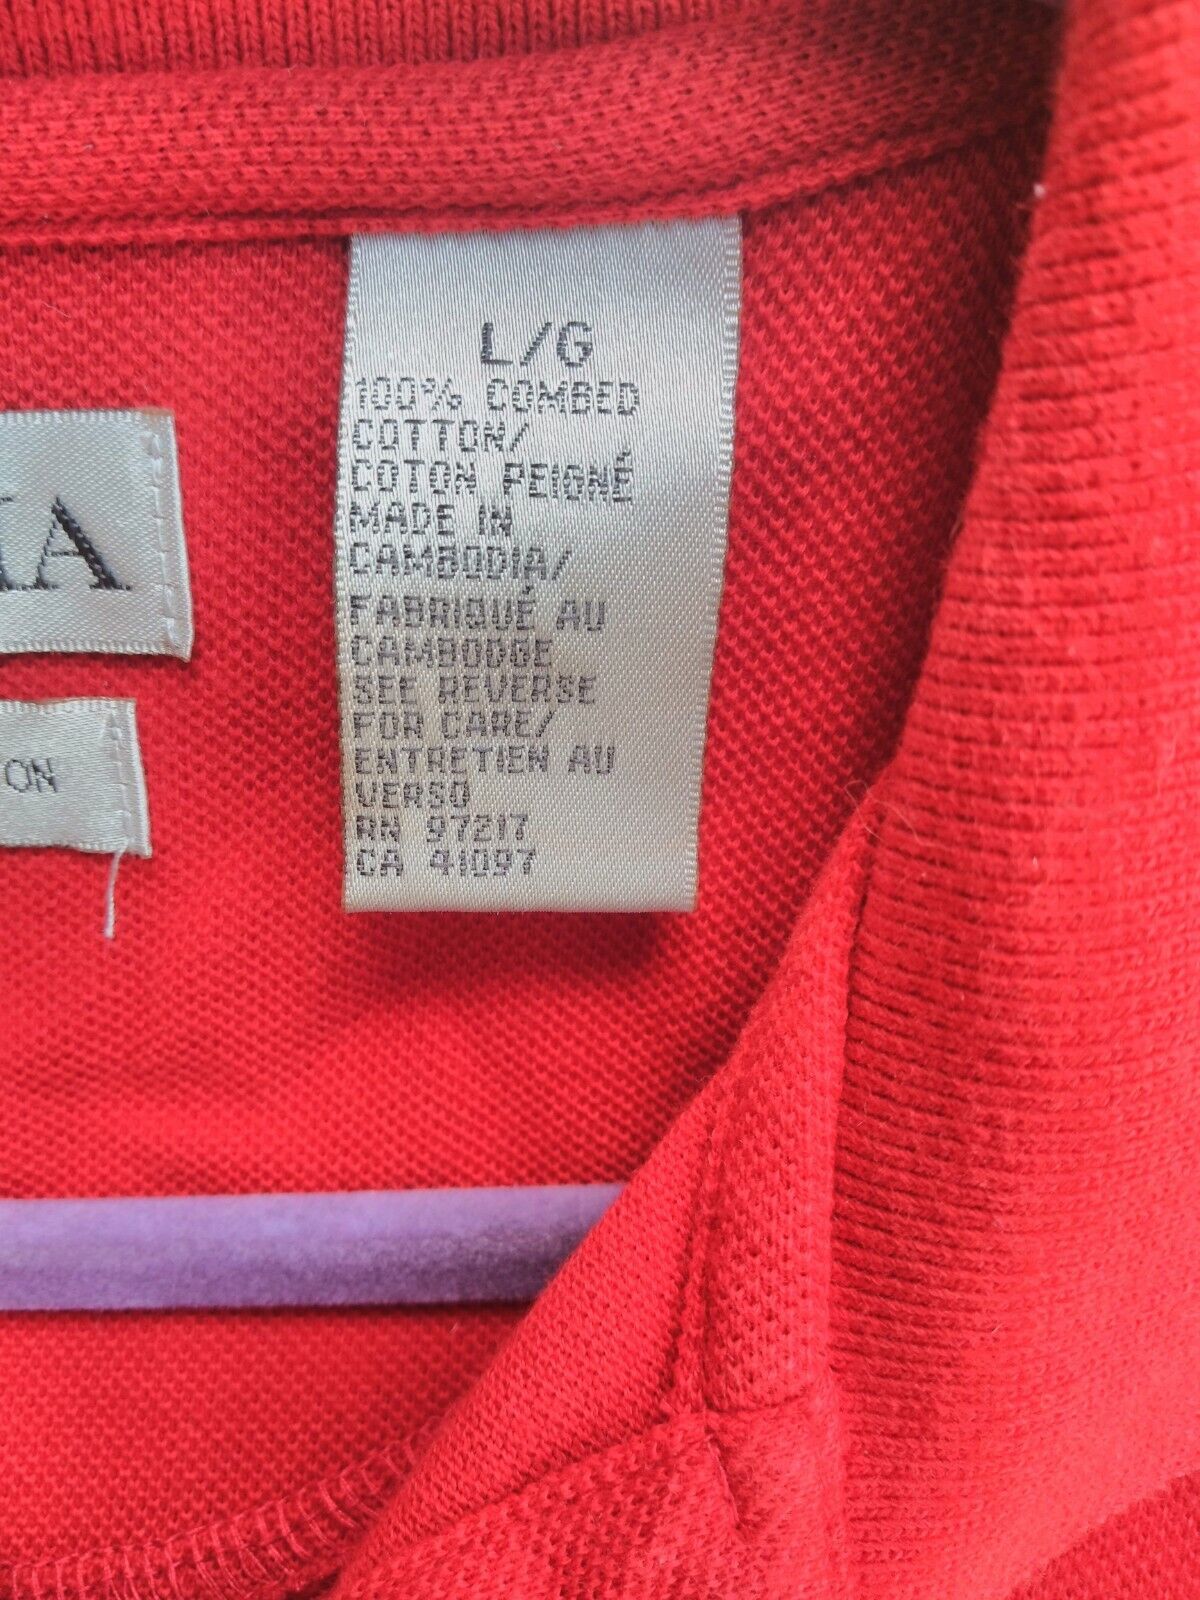 L/G
100% COMBED
COTTON/
COTON PEIGNÉ
MADE IN
CAMBODIA/
FABRIQUÉ AU
CAMBODGE
SEE REVERSE
FOR CARE/
ENTRETIEN AU
VERSO
RN 97217
CA 41097
A
ON